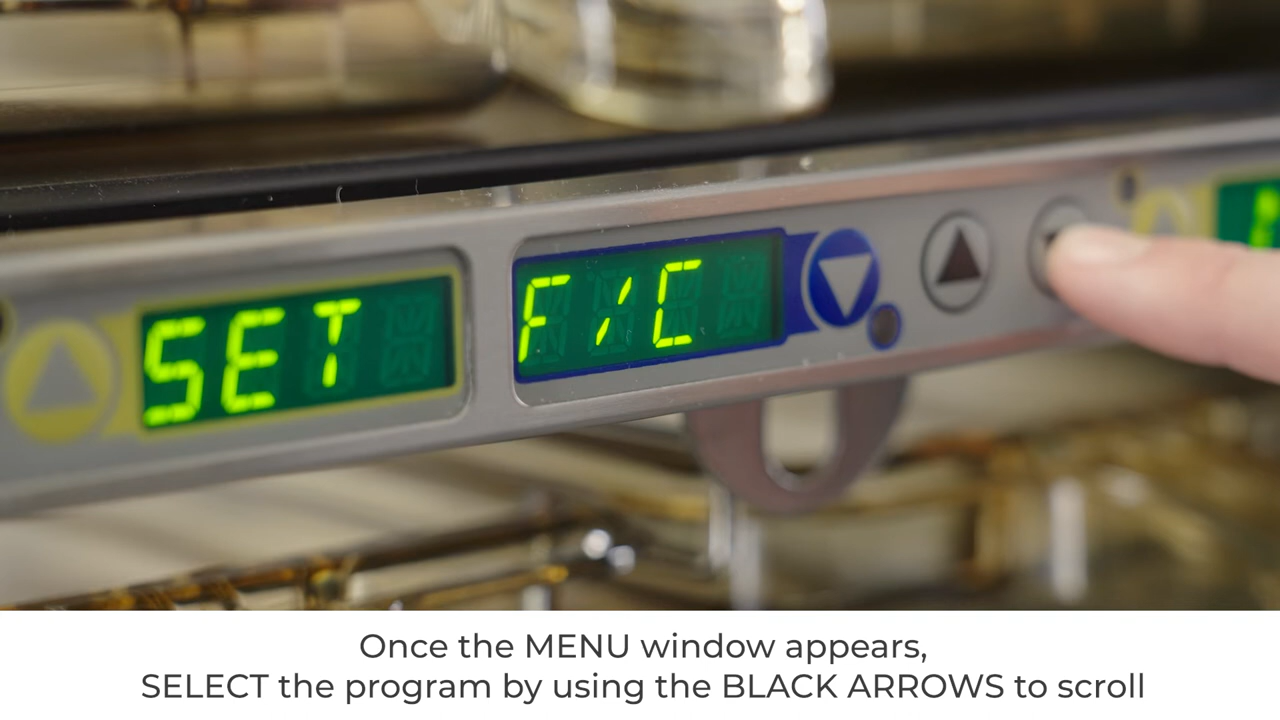 SET
F/C
Once the MENU window appears,
SELECT the program by using the BLACK ARROWS to scroll